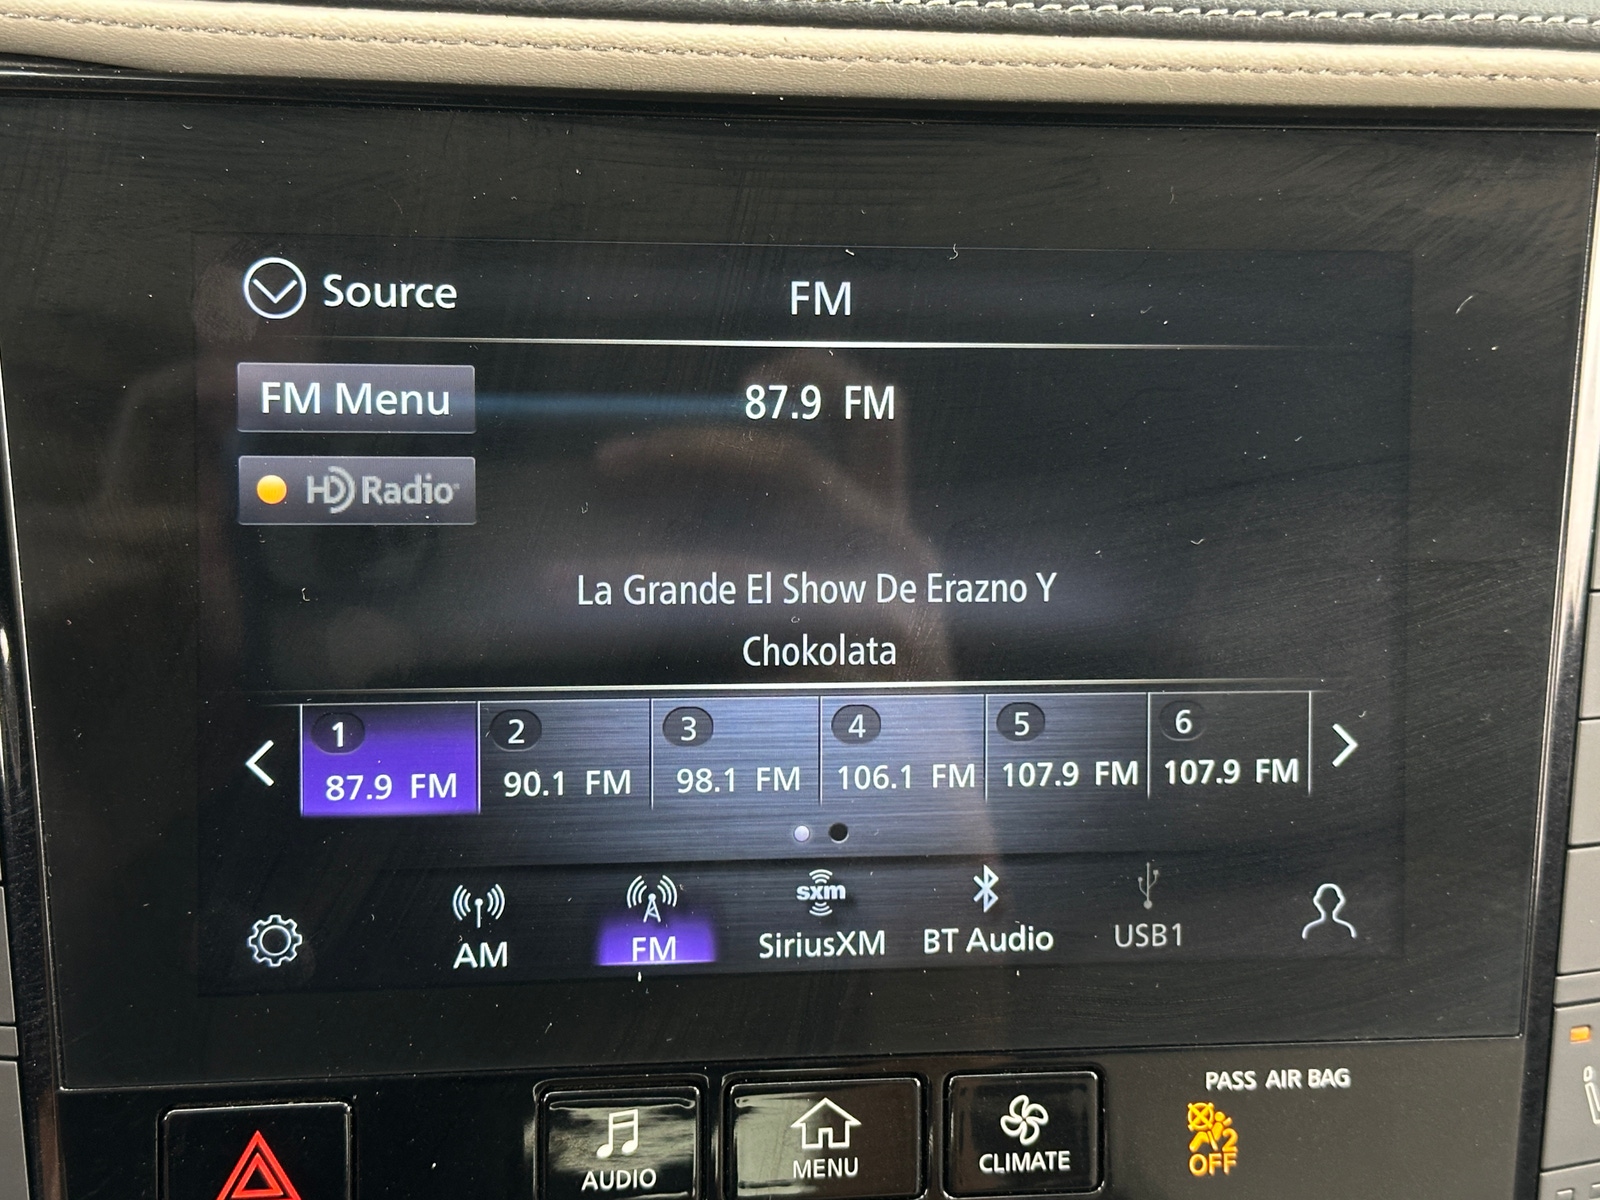 Source
FM
FM Menu
87.9 FM
HD Radio
La Grande El Show De Erazno Y
Chokolata
1 2 3 4 5 6
87.9 FM 90.1 FM 98.1 FM 106.1 FM 107.9 FM 107.9 FM
sxm
AM FM SiriusXM BT Audio USB1
PASS AIR BAG
AUDIO MENU CLIMATE
2
OFF